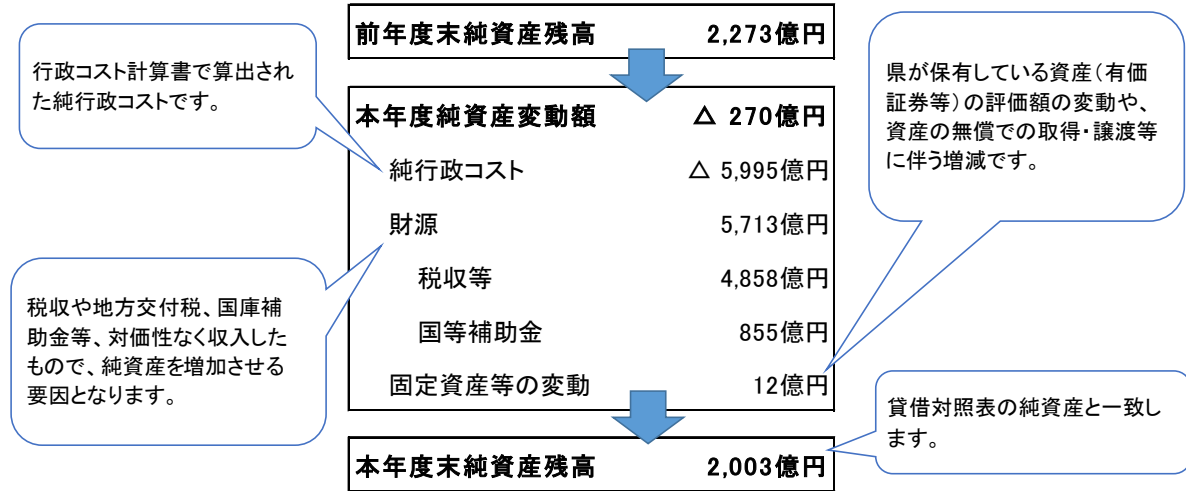 前年度末純資産残高 2,273億円
行政コスト計算書で算出され
た純行政コストです。
県が保有している資産（有価
証券等）の評価額の変動や、
資産の無償での取得・譲渡等
に伴う増減です。
本年度純資産変動額 △ 270億円
純行政コスト △ 5,995億円
財源 5,713億円
税収等 4,858億円
国等補助金 855億円
固定資産等の変動 12億円
税収や地方交付税、国庫補
助金等、対価性なく収入した
もので、純資産を増加させる
要因となります。
貸借対照表の純資産と一致し
ます。
本年度末純資産残高 2,003億円